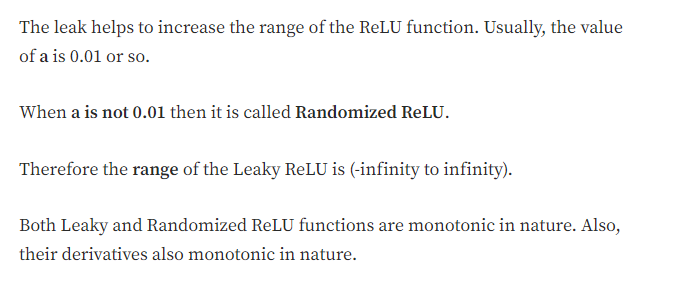 The leak helps to increase the range of the ReLU function. Usually, the value
of a is 0.01 or so.
When a is not 0.01 then it is called Randomized ReLU.
Therefore the range of the Leaky ReLU is (-infinity to infinity).
Both Leaky and Randomized ReLU functions are monotonic in nature. Also,
their derivatives also monotonic in nature.